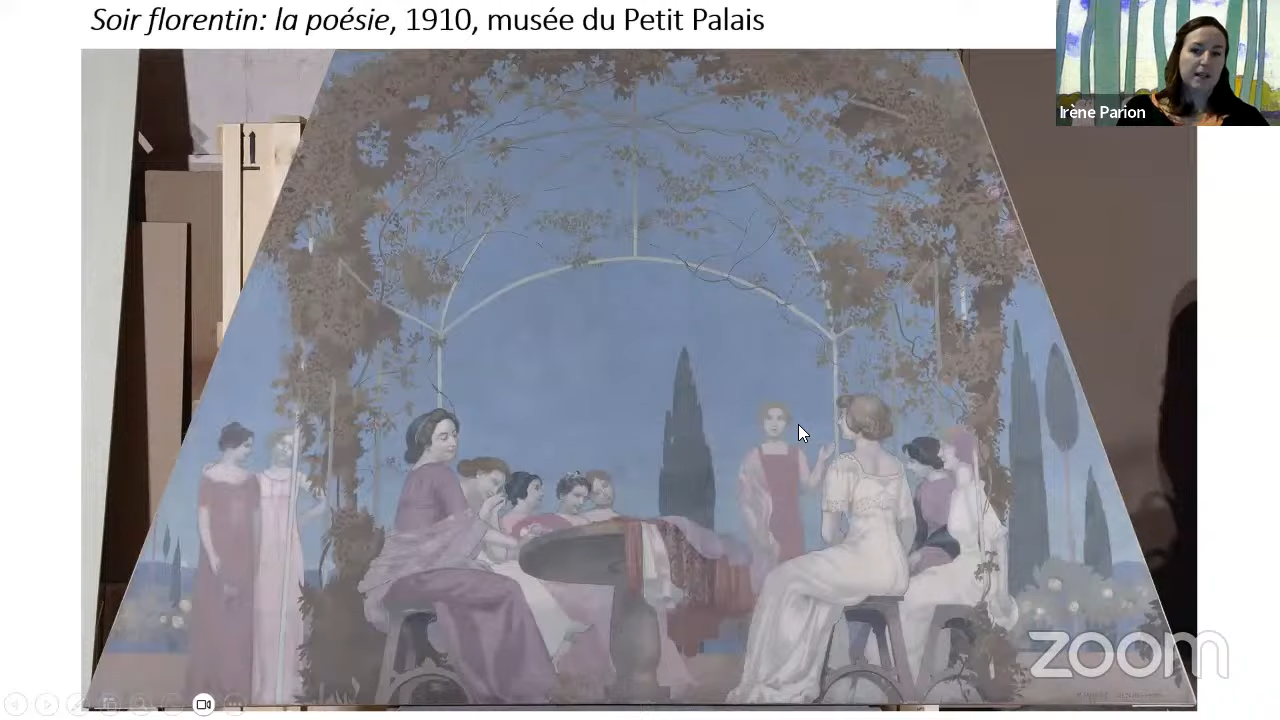 Soir florentin: la poésie, 1910, musée du Petit Palais
Irène Parion
zoom